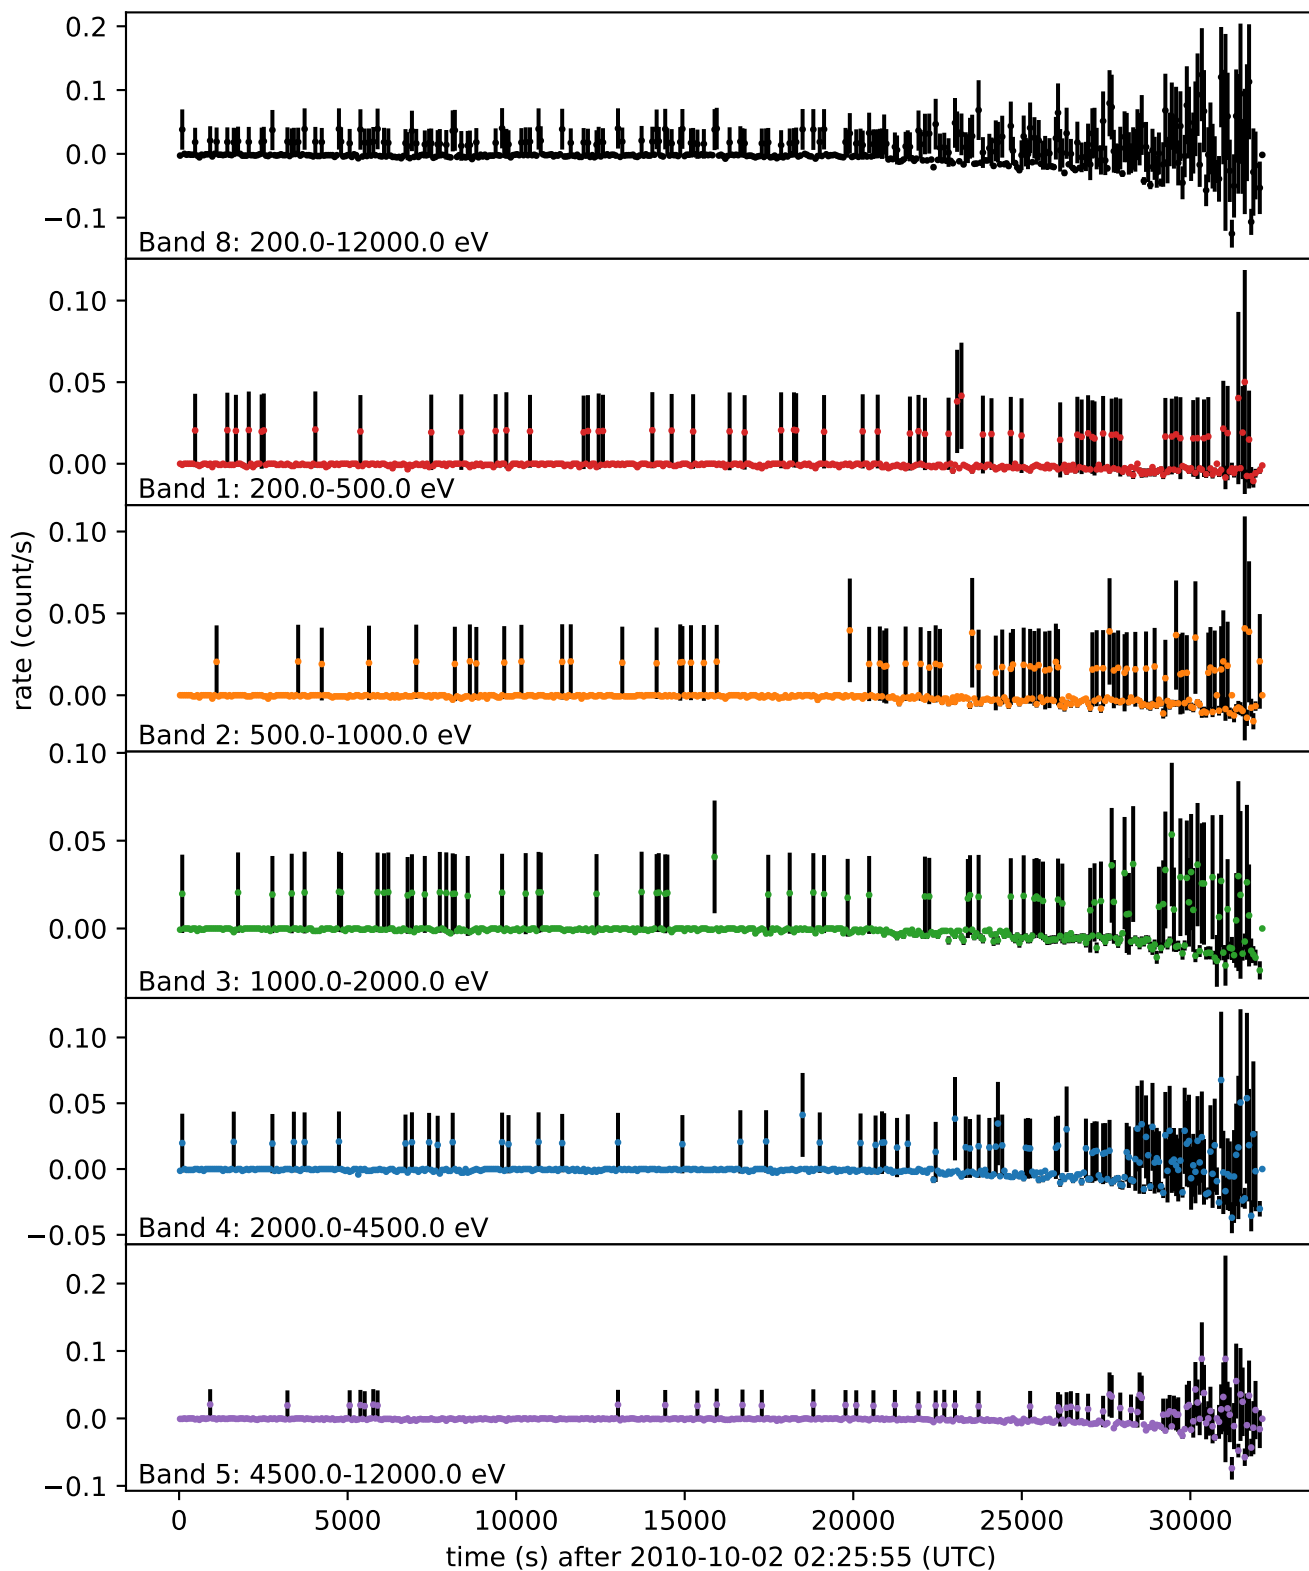 0.2
0.1
0.0
−0.1
Band 8: 200.0-12000.0 eV
0.10
0.05
0.00
Band 1: 200.0-500.0 eV
0.10
0.05
0.00
Band 2: 500.0-1000.0 eV
rate (count/s)
0.10
0.05
0.00
Band 3: 1000.0-2000.0 eV
0.10
0.05
0.00
−0.05
Band 4: 2000.0-4500.0 eV
0.2
0.1
0.0
−0.1
Band 5: 4500.0-12000.0 eV
0 5000 10000 15000 20000 25000 30000
time (s) after 2010-10-02 02:25:55 (UTC)